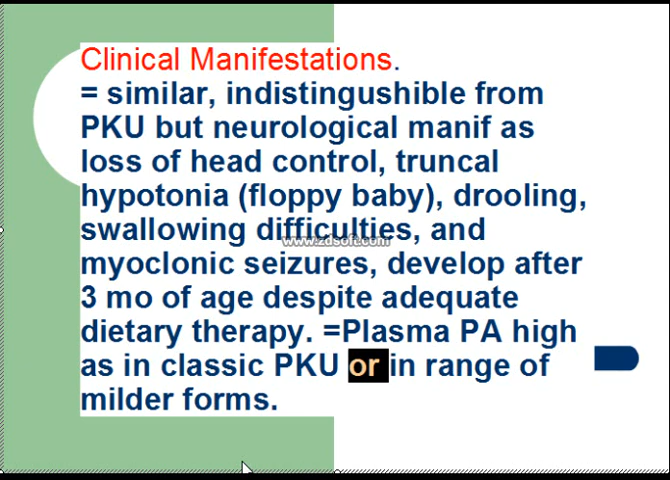 Clinical Manifestations.
= similar, indistingushible from
PKU but neurological manif as
loss of head control, truncal
hypotonia (floppy baby), drooling,
swallowing difficulties, and
www.zdsoft.com
myoclonic seizures, develop after
3 mo of age despite adequate
dietary therapy. =Plasma PA high
as in classic PKU or in range of
milder forms.